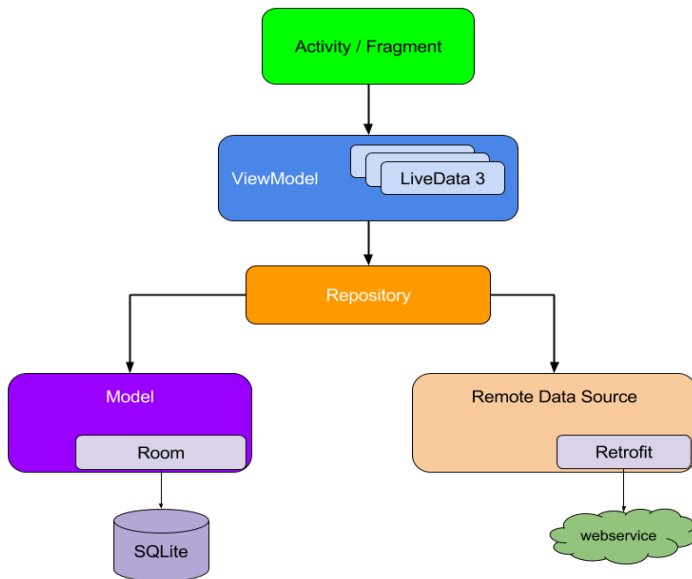 Activity / Fragment
ViewModel
LiveData 3
Repository
Model
Remote Data Source
Room
Retrofit
SQLite
webservice